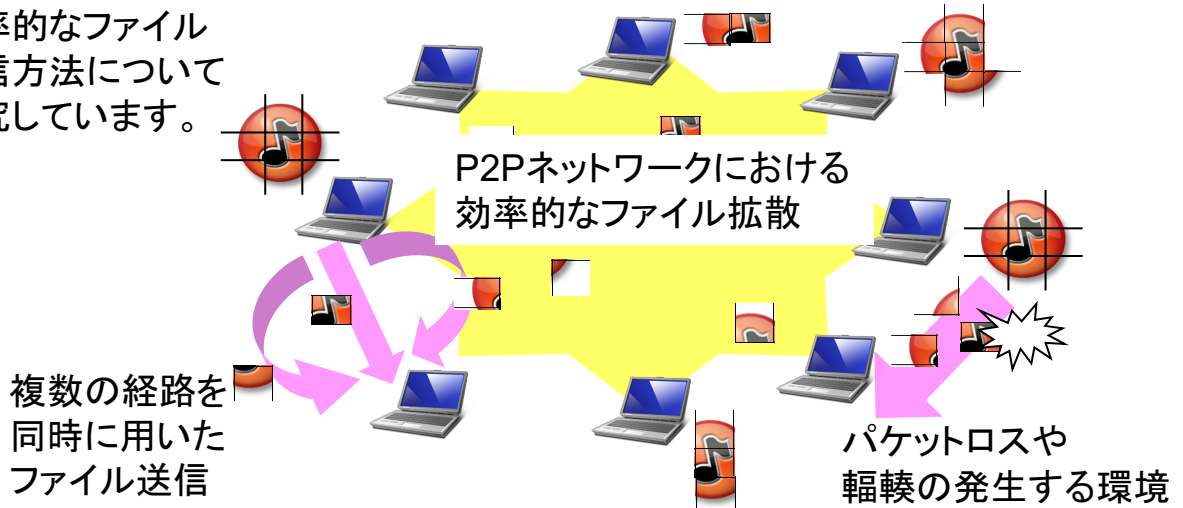 率的なファイル
信方法について
究しています。
P2Pネットワークにおける
効率的なファイル拡散
複数の経路を
同時に用いた
ファイル送信
パケットロスや
輻輳の発生する環境